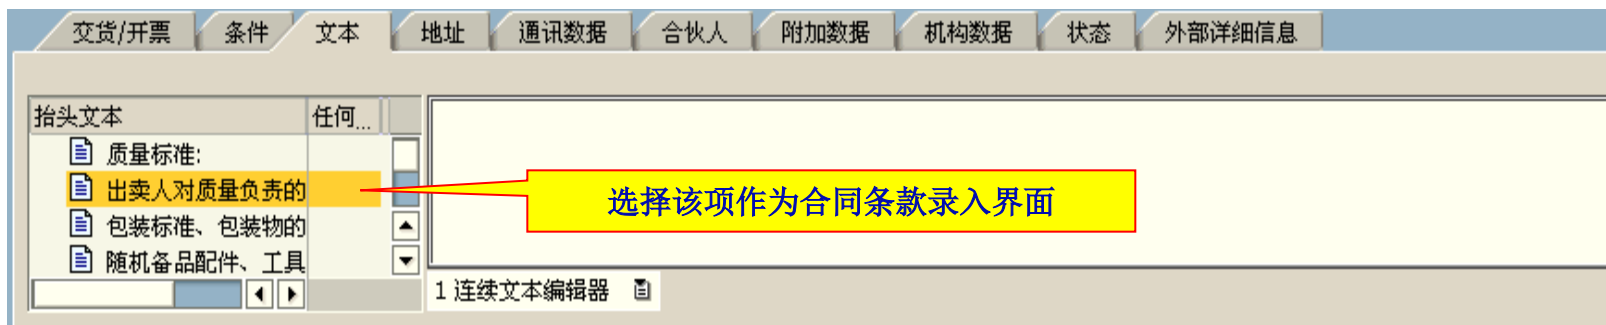 交货/开票 条件 文本 地址 通讯数据 合伙人 附加数据 机构数据 状态 外部详细信息
抬头文本 任何...
质量标准:
出卖人对质量负责的
选择该项作为合同条款录入界面
包装标准、包装物的
随机备品配件、工具
1 连续文本编辑器